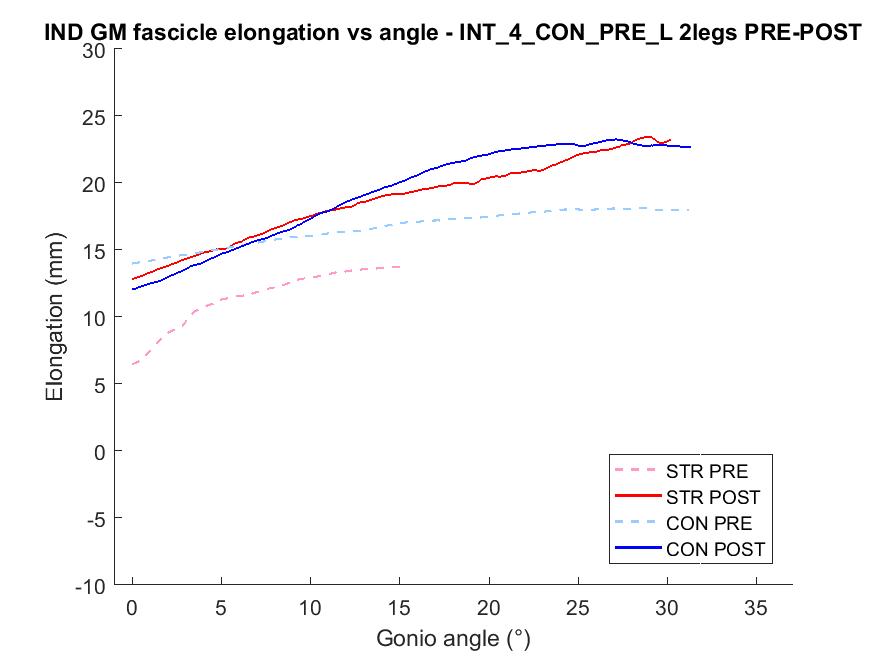 IND GM fascicle elongation vs angle - INT_4_CON_PRE_L 2legs PRE-POST
30
25
20
15
10
5
0
-5
-10
Elongation (mm)
0 5 10 15 20 25 30 35
Gonio angle (°)
STR PRE
STR POST
CON PRE
CON POST